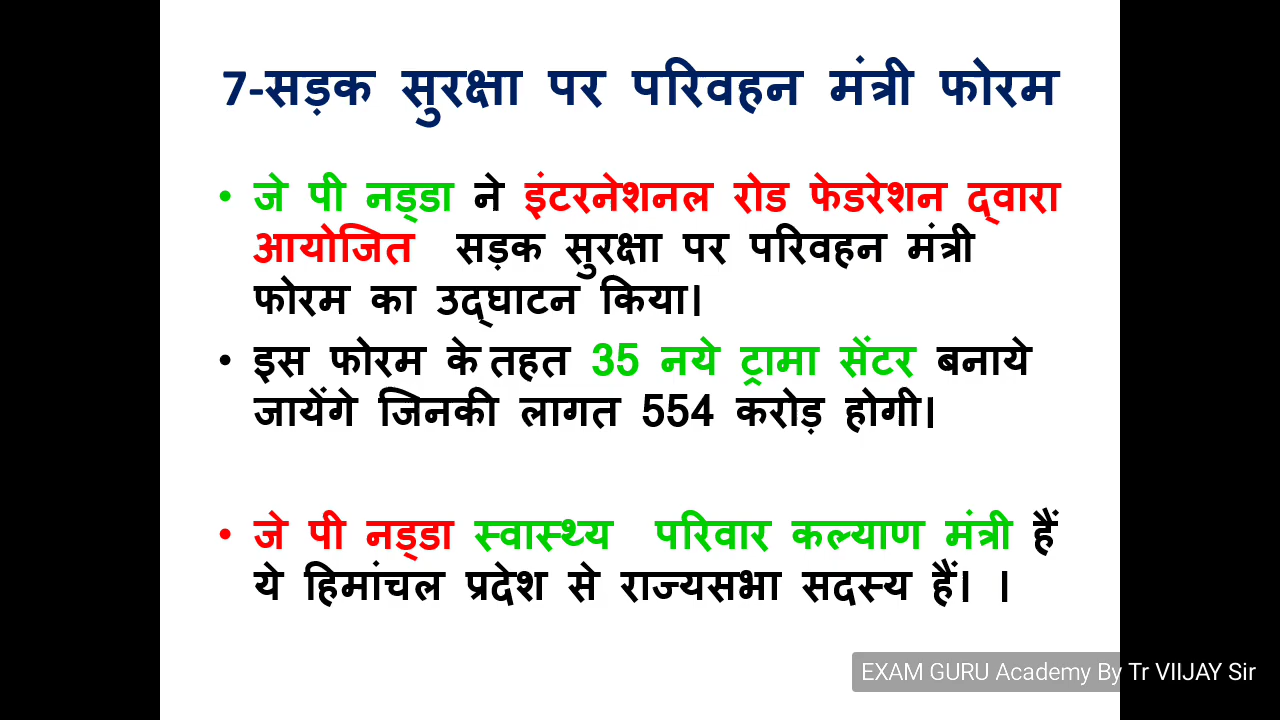 7-सड़क सुरक्षा पर परिवहन मंत्री फोरम
• जे पी नड्डा ने इंटरनेशनल रोड फेडरेशन द्वारा
आयोजित सड़क सुरक्षा पर परिवहन मंत्री
फोरम का उद्घाटन किया।
• इस फोरम के तहत 35 नये ट्रामा सेंटर बनाये
जायेंगे जिनकी लागत 554 करोड़ होगी।
• जे पी नड्डा स्वास्थ्य परिवार कल्याण मंत्री हैं
ये हिमांचल प्रदेश से राज्यसभा सदस्य हैं। ।
EXAM GURU Academy By Tr VIIJAY Sir